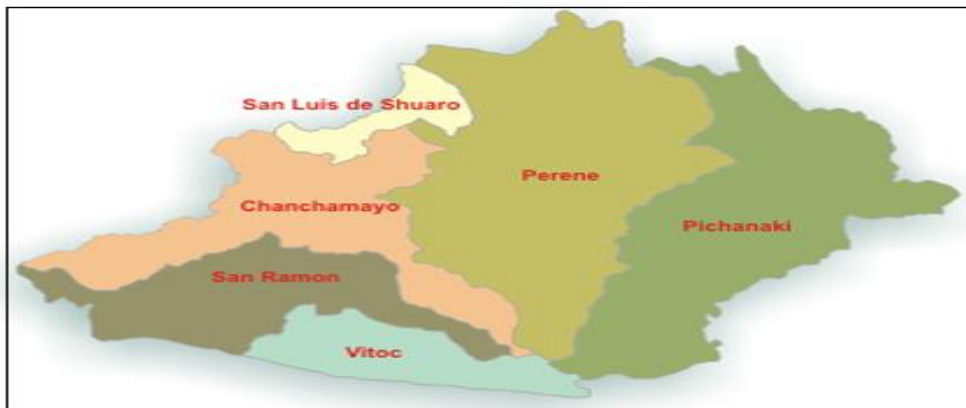 San Luis de Shuaro
Perene
Chanchamayo
Pichanaki
San Ramon
Vitoc